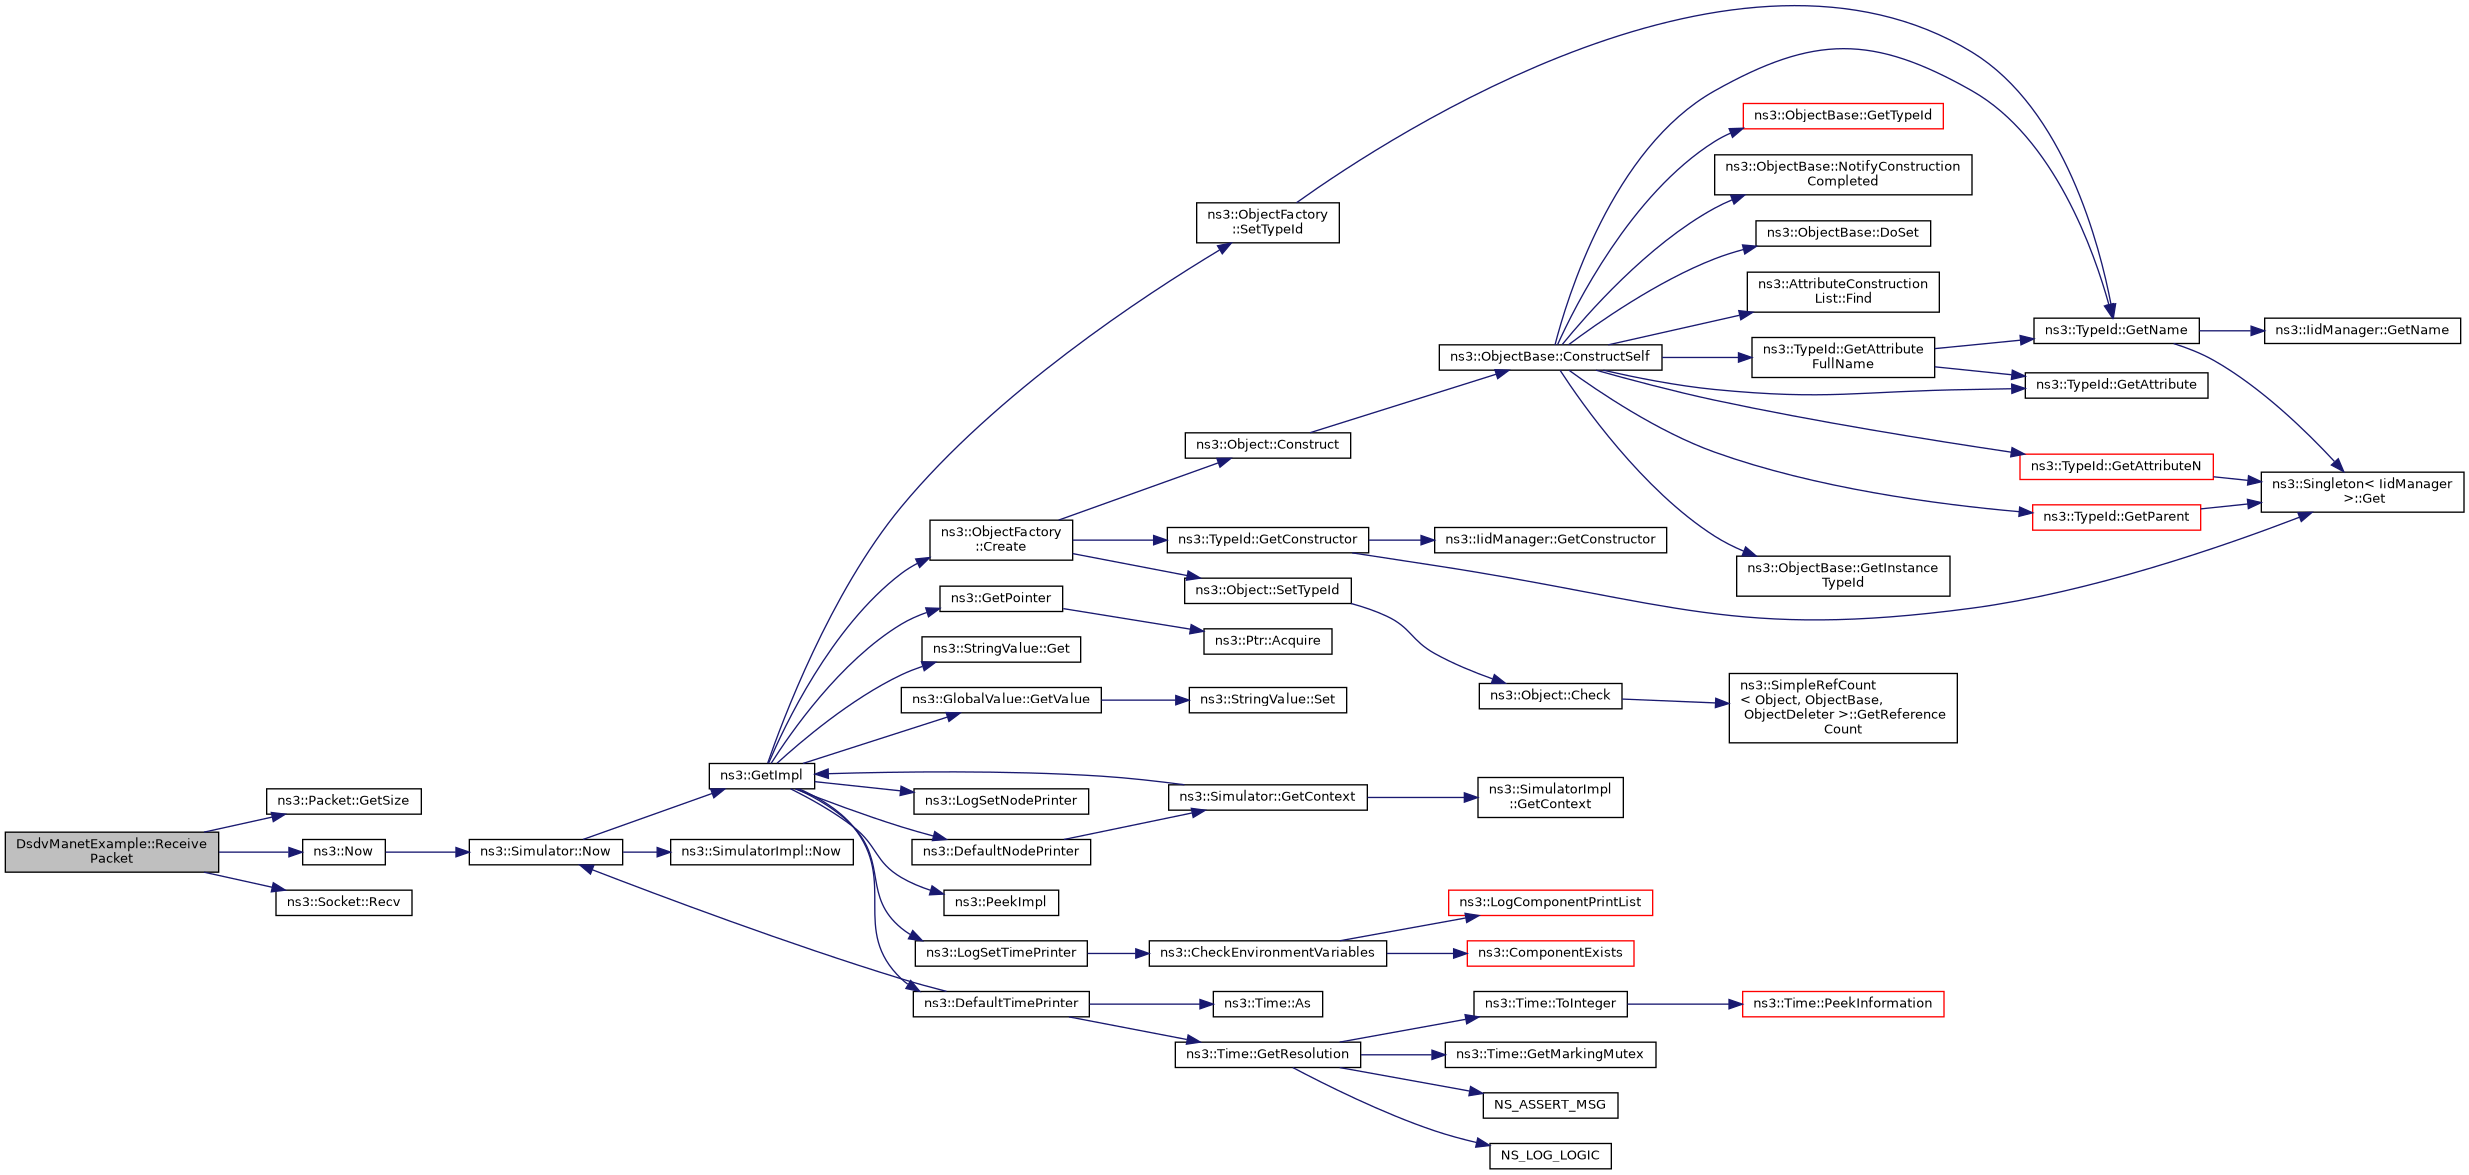 DsdvManetExample::Receive
Packet
ns3::Packet::GetSize
ns3::Now
ns3::Socket::Recv
ns3::Simulator::Now
ns3::GetImpl
ns3::SimulatorImpl::Now
ns3::ObjectFactory
::Create
ns3::GetPointer
ns3::StringValue::Get
ns3::GlobalValue::GetValue
ns3::LogSetNodePrinter
ns3::DefaultNodePrinter
ns3::PeekImpl
ns3::LogSetTimePrinter
ns3::DefaultTimePrinter
ns3::ObjectFactory
::SetTypeId
ns3::Object::Construct
ns3::TypeId::GetConstructor
ns3::Object::SetTypeId
ns3::Ptr::Acquire
ns3::StringValue::Set
ns3::Simulator::GetContext
ns3::CheckEnvironmentVariables
ns3::Time::As
ns3::Time::GetResolution
ns3::ObjectBase::ConstructSelf
ns3::IidManager::GetConstructor
ns3::Object::Check
ns3::SimulatorImpl
::GetContext
ns3::LogComponentPrintList
ns3::ComponentExists
ns3::Time::ToInteger
ns3::Time::GetMarkingMutex
NS_ASSERT_MSG
NS_LOG_LOGIC
ns3::ObjectBase::GetTypeId
ns3::ObjectBase::NotifyConstruction
Completed
ns3::ObjectBase::DoSet
ns3::AttributeConstruction
List::Find
ns3::TypeId::GetAttribute
FullName
ns3::ObjectBase::GetInstance
TypeId
ns3::SimpleRefCount
< Object, ObjectBase,
ObjectDeleter >::GetReference
Count
ns3::Time::PeekInformation
ns3::TypeId::GetName
ns3::TypeId::GetAttribute
ns3::TypeId::GetAttributeN
ns3::TypeId::GetParent
ns3::IidManager::GetName
ns3::Singleton< IidManager
>::Get